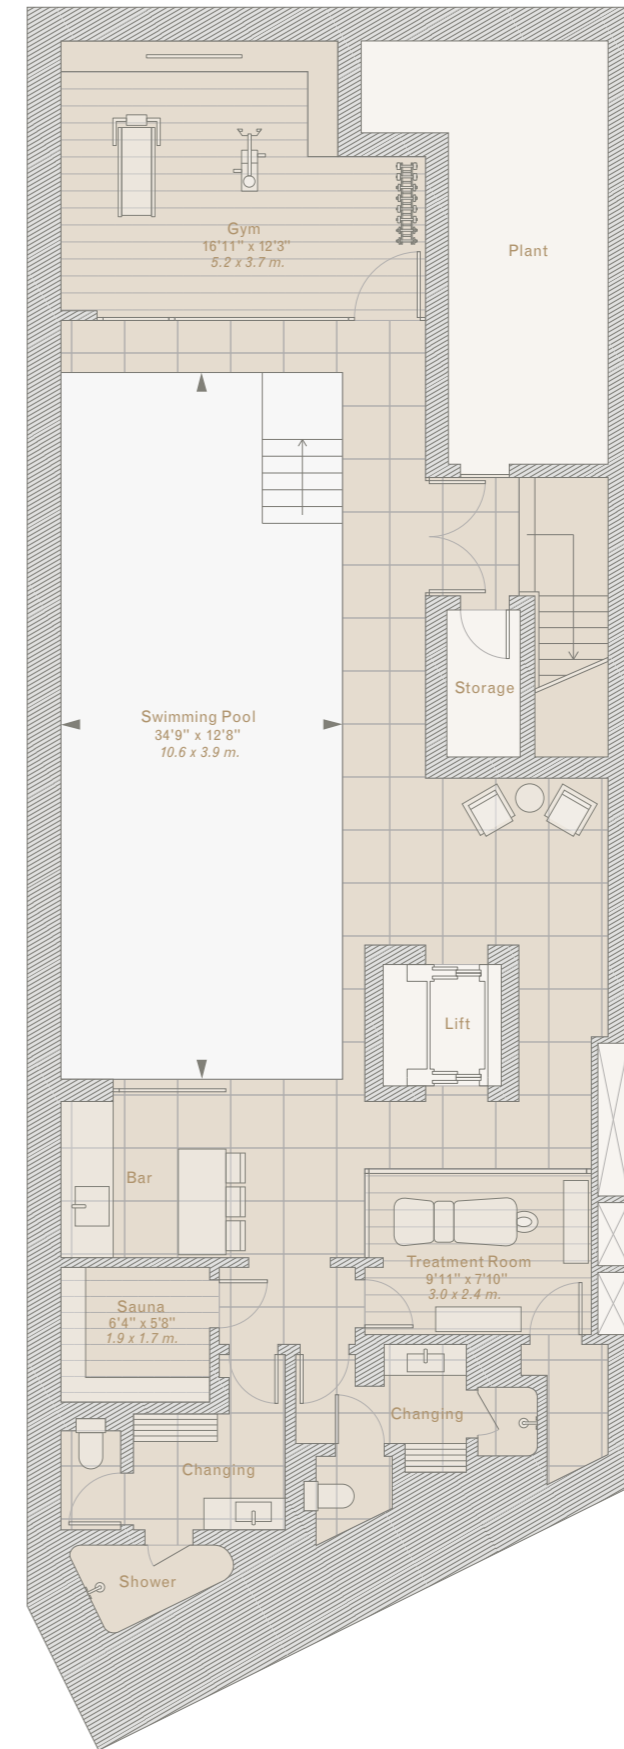 Gym
16'11" x 12'3"
5.2 x 3.7 m.
Plant
Storage
Swimming Pool
34'9" x 12'8"
10.6 x 3.9 m.
Lift
Bar
Treatment Room
9'11" x 7'10"
3.0 x 2.4 m.
Sauna
6'4" x 5'8"
1.9 x 1.7 m.
Changing
Changing
Shower